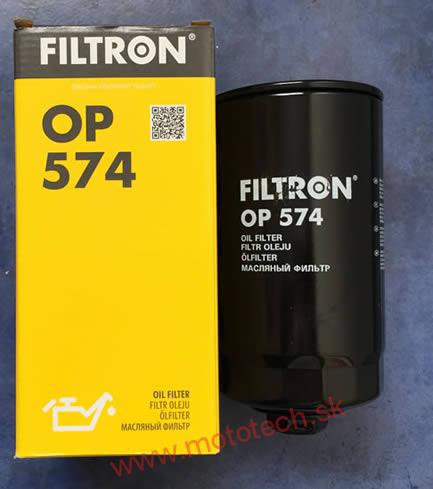 FILTRON®
OP
574
OIL FILTER
FILTR OLEJU
ÖLFILTER
МАСЛЯНЫЙ ФИЛЬТР
FILTRON®
OP 574
OIL FILTER
FILTR OLEJU
ÖLFILTER
МАСЛЯНЫЙ ФИЛЬТР
www.mototech.sk